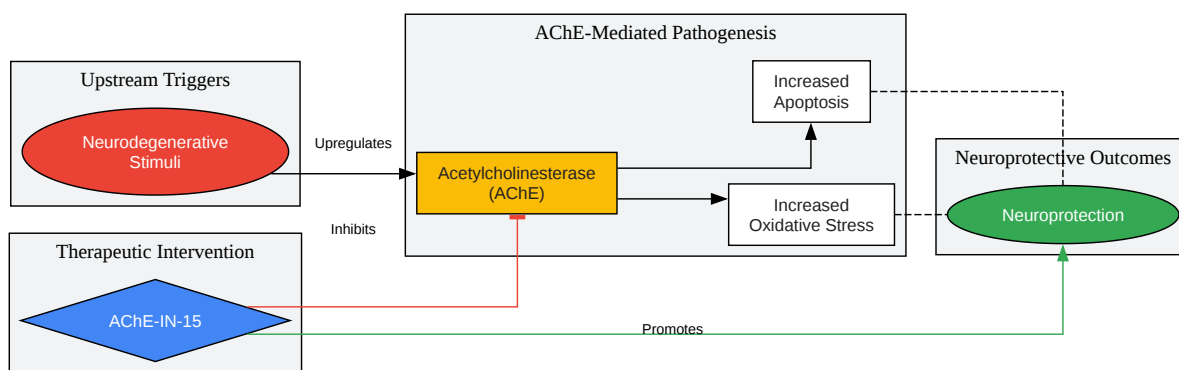 AChE-Mediated Pathogenesis
Upstream Triggers
Increased
Apoptosis
Neurodegenerative
Stimuli
Upregulates
Neuroprotective Outcomes
Acetylcholinesterase
(AChE)
Increased
Oxidative Stress
Neuroprotection
Inhibits
Therapeutic Intervention
AChE-IN-15
Promotes